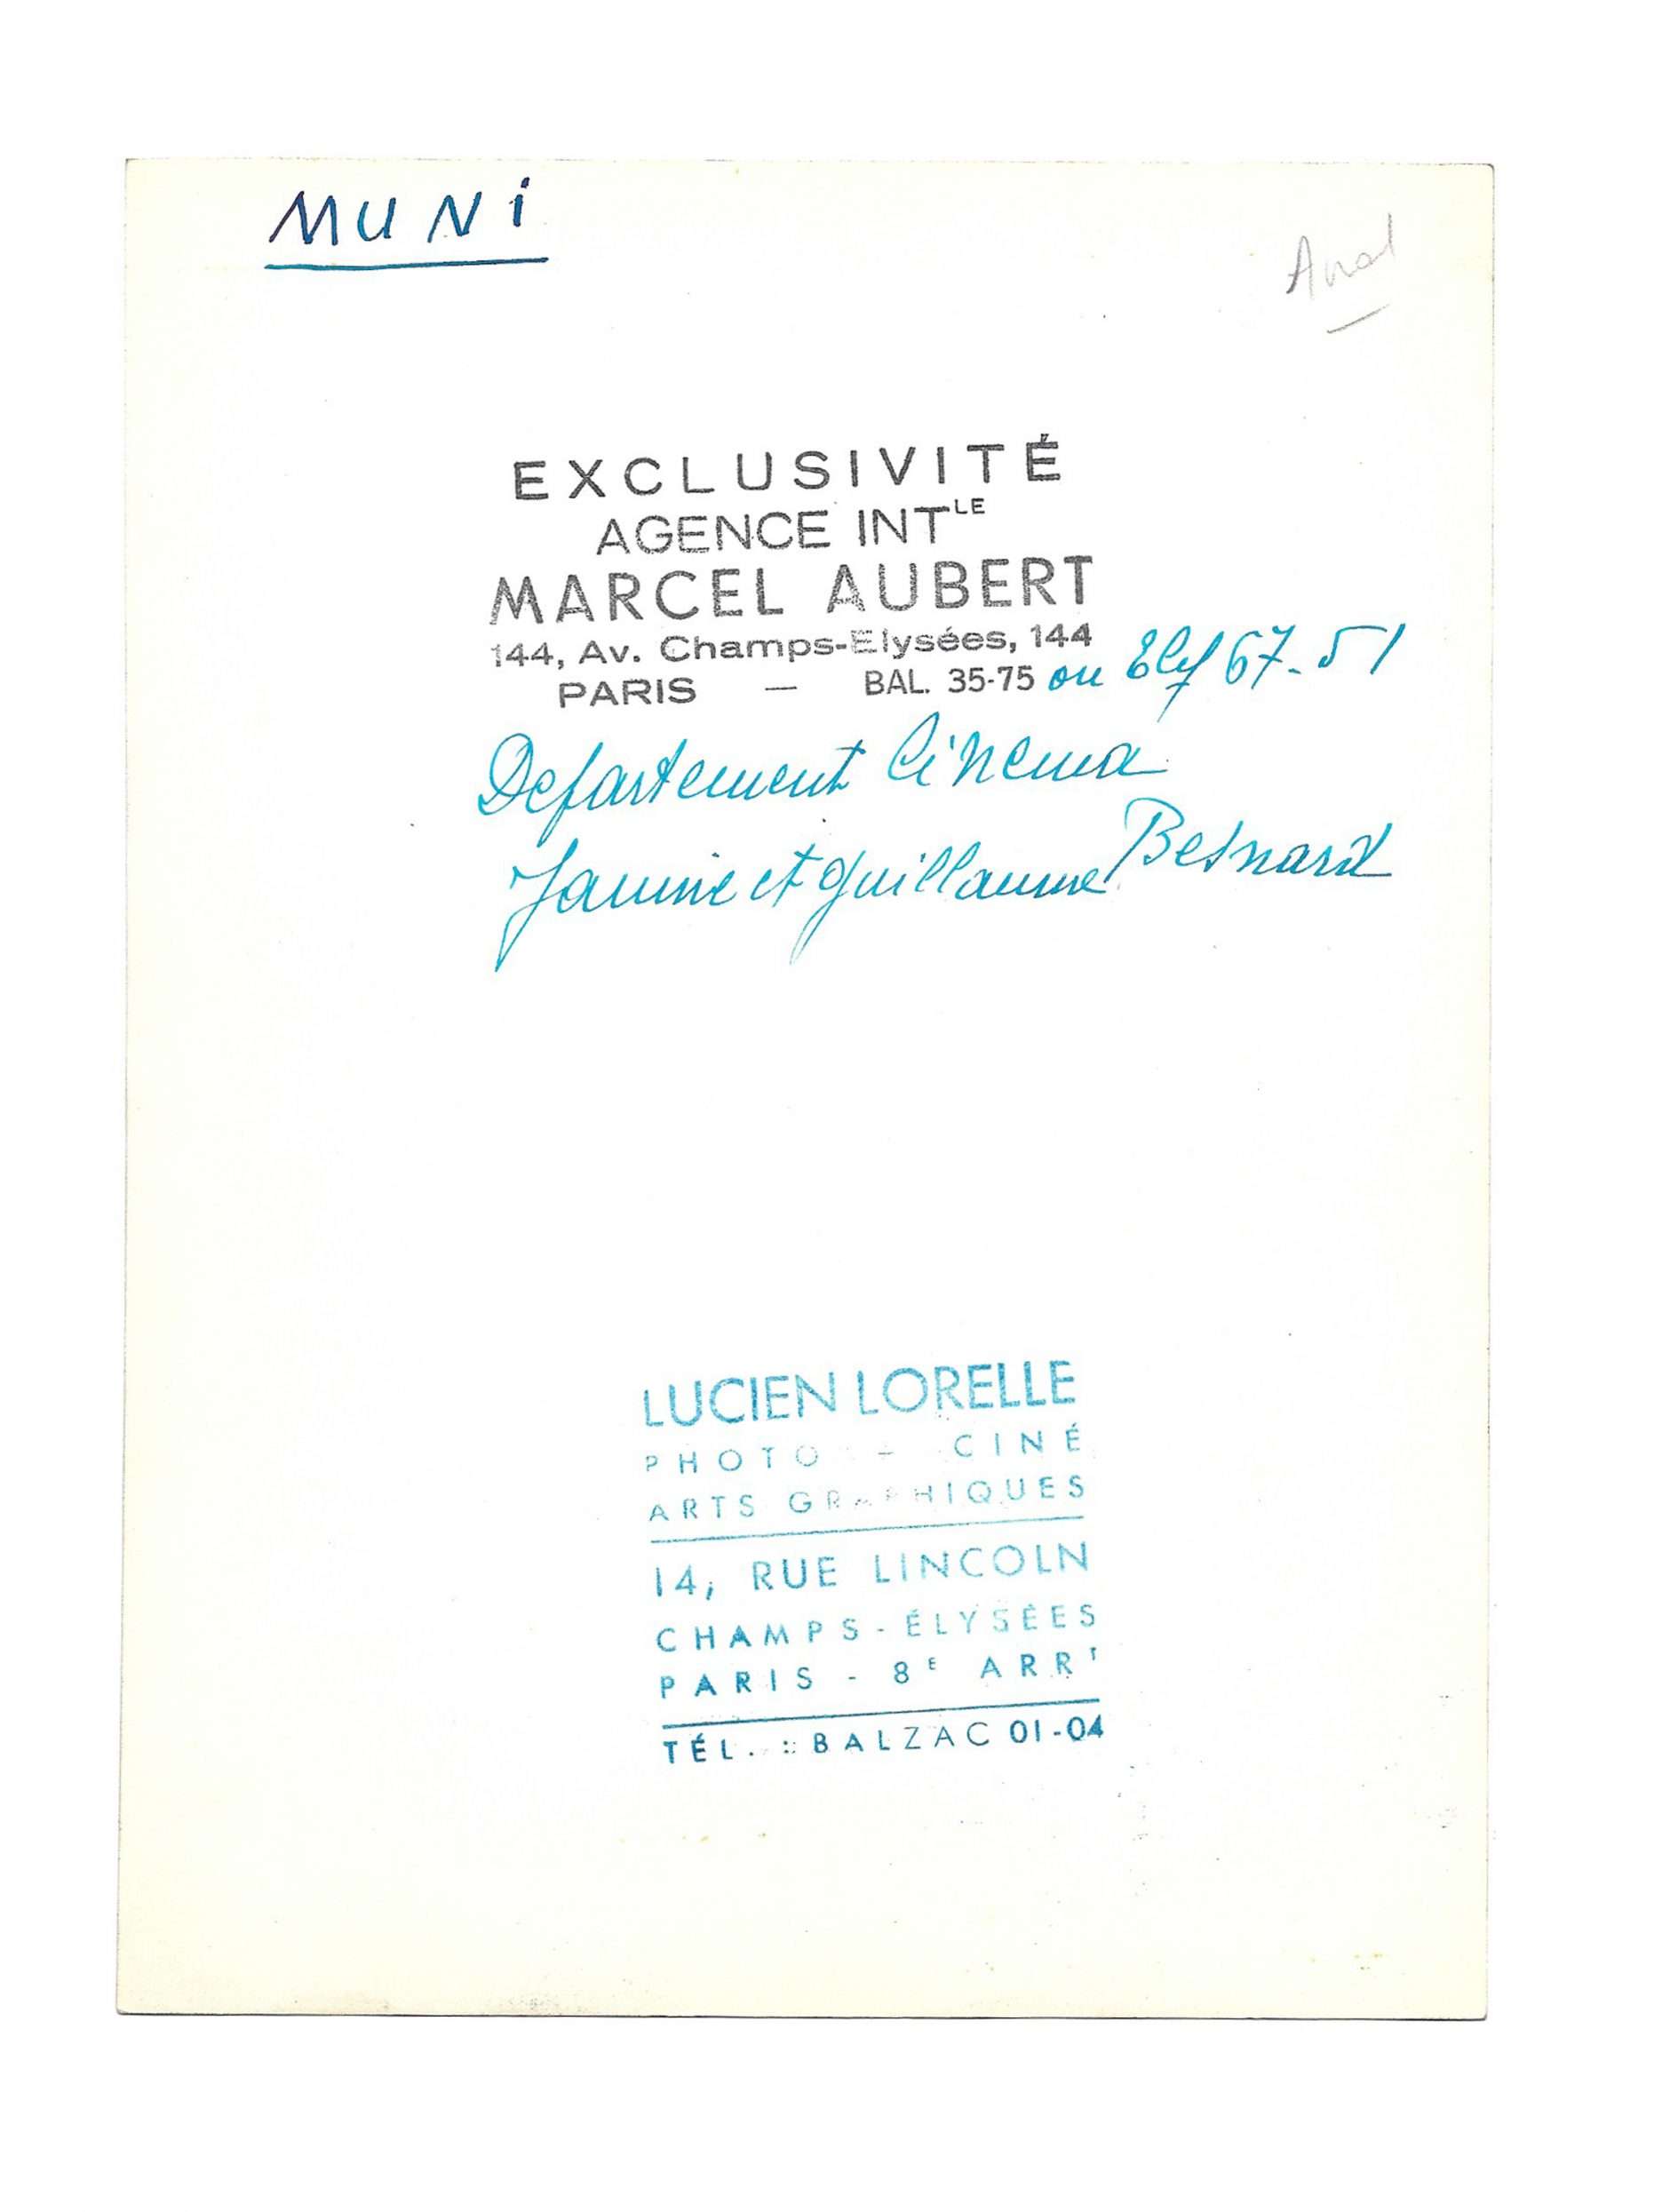 MUNi
EXCLUSIVITÉ
AGENCE INTLE
MARCEL AUBERT
144, Av. Champs-Elysées, 144
PARIS — BAL. 35-75 ou Ely 67-51
Departement Cinema
Janine et Guillaume Besnard
LUCIEN LORELLE
PHOTO - CINÉ
ARTS GRAPHIQUES
14, RUE LINCOLN
CHAMPS-ÉLYSÉES
PARIS - 8E ARRT
TÉL. : BALZAC 01-04